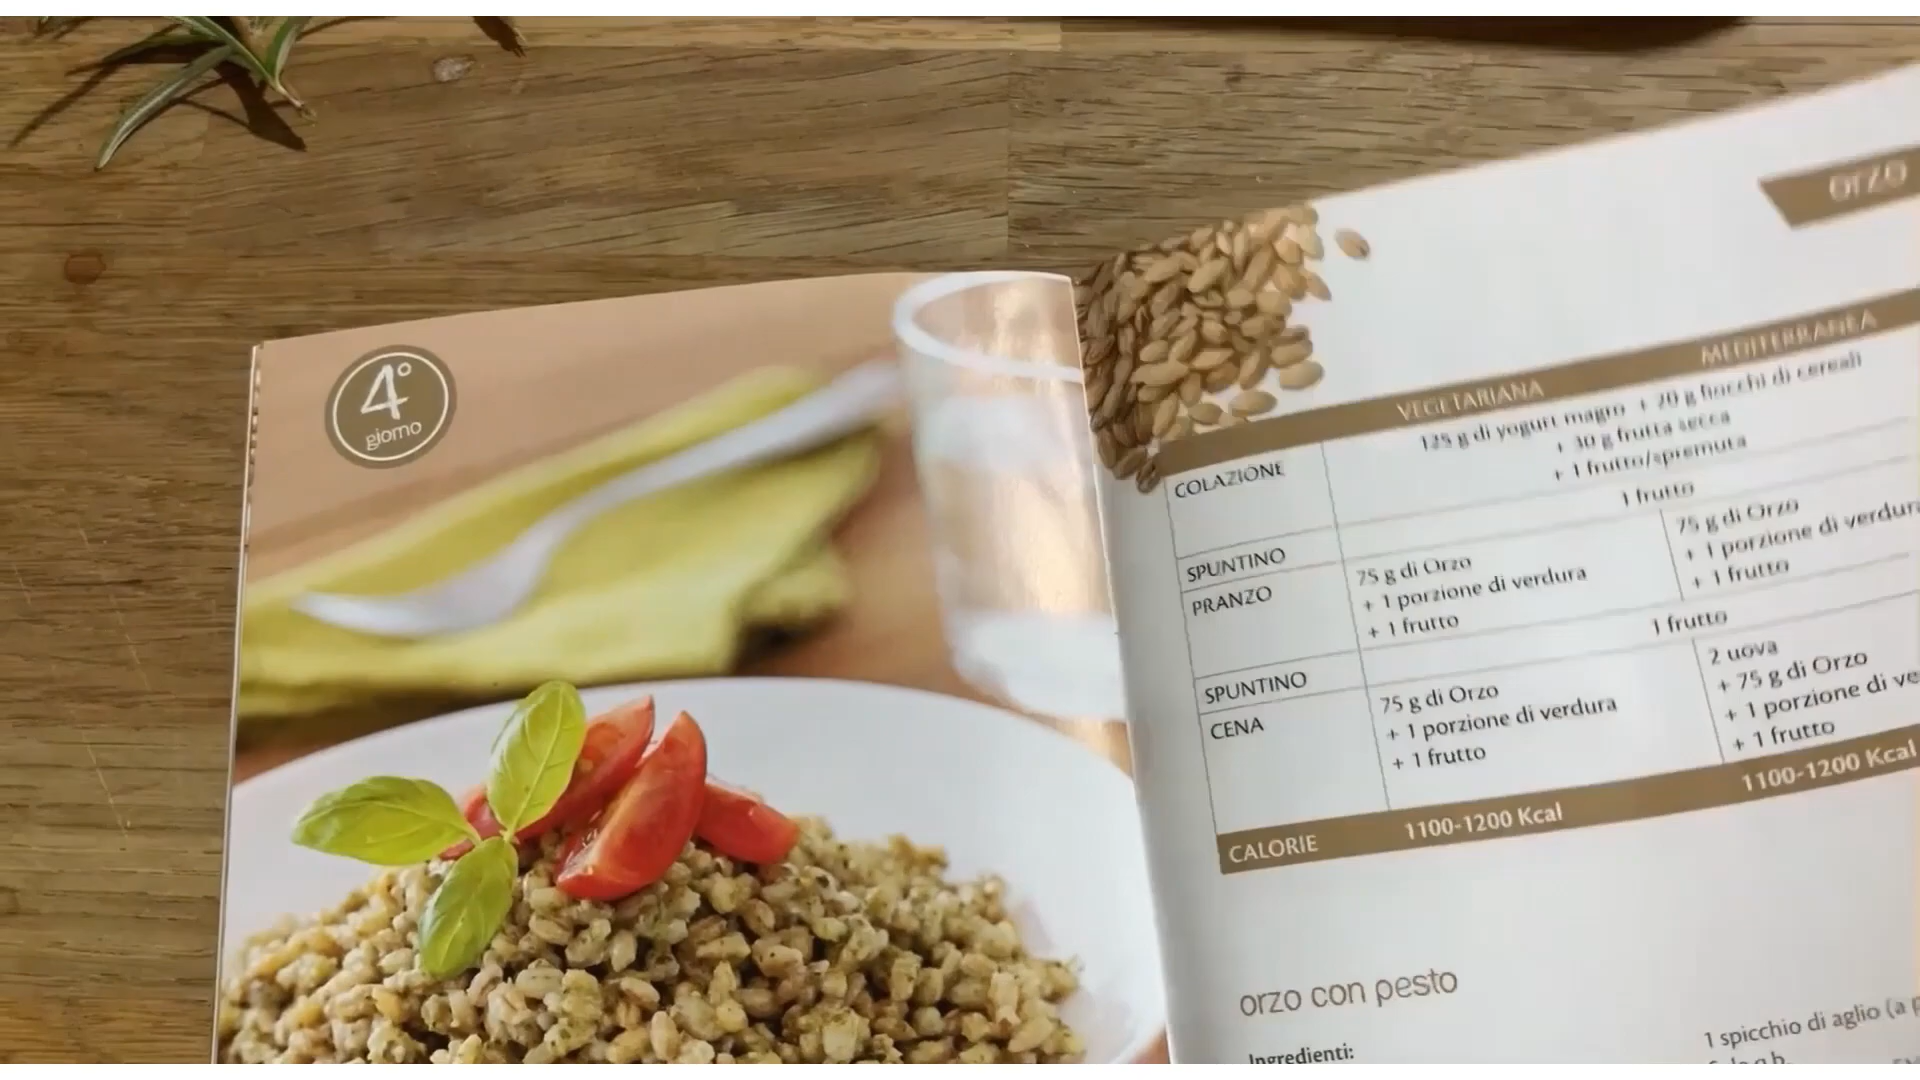 4°
giorno
orzo
VEGETARIANA MEDITERRANEA
COLAZIONE
125 g di yogurt magro + 20 g fiocchi di cereali
+ 30 g frutta secca
+ 1 frutto/spremuta
SPUNTINO
1 frutto
PRANZO
75 g di Orzo
+ 1 porzione di verdura
+ 1 frutto
75 g di Orzo
+ 1 porzione di verdura
+ 1 frutto
SPUNTINO
1 frutto
CENA
75 g di Orzo
+ 1 porzione di verdura
+ 1 frutto
2 uova
+ 75 g di Orzo
+ 1 porzione di ve
+ 1 frutto
CALORIE 1100-1200 Kcal 1100-1200 Kcal
orzo con pesto
Ingredienti:
1 spicchio di aglio (a p